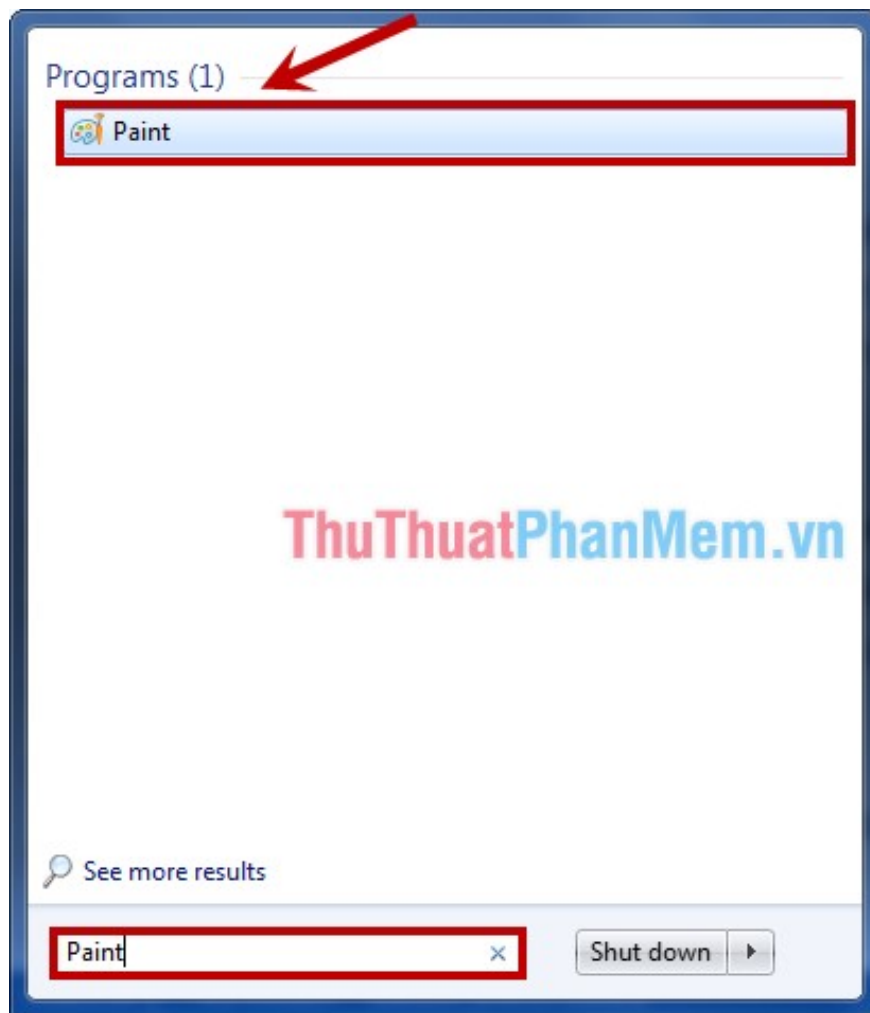 Programs (1)
Paint
ThuThuatPhanMem.vn
See more results
Paint
Shut down